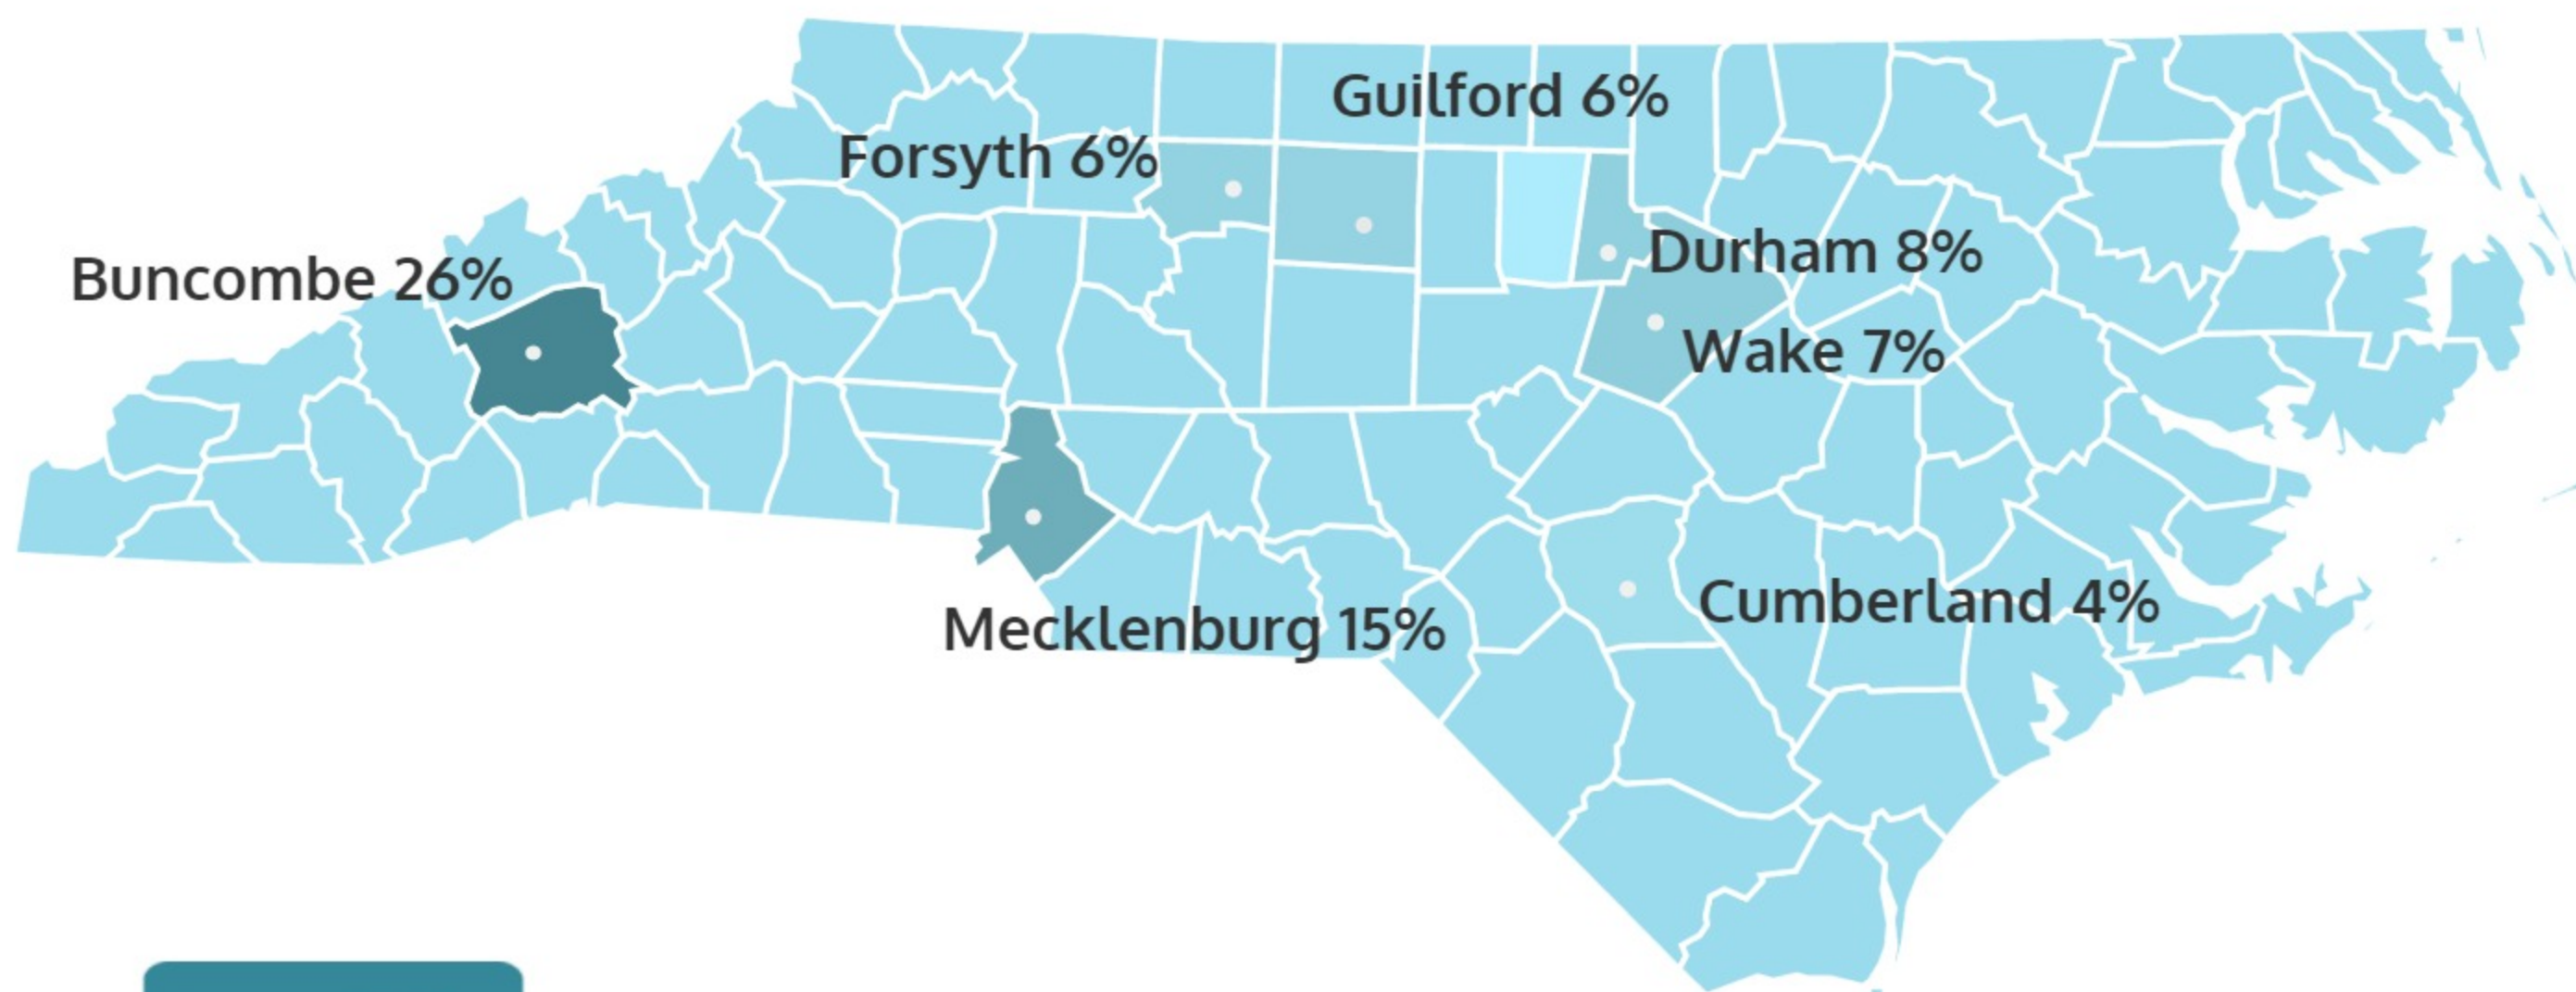 Guilford 6%
Forsyth 6%
Durham 8%
Buncombe 26%
Wake 7%
Cumberland 4%
Mecklenburg 15%